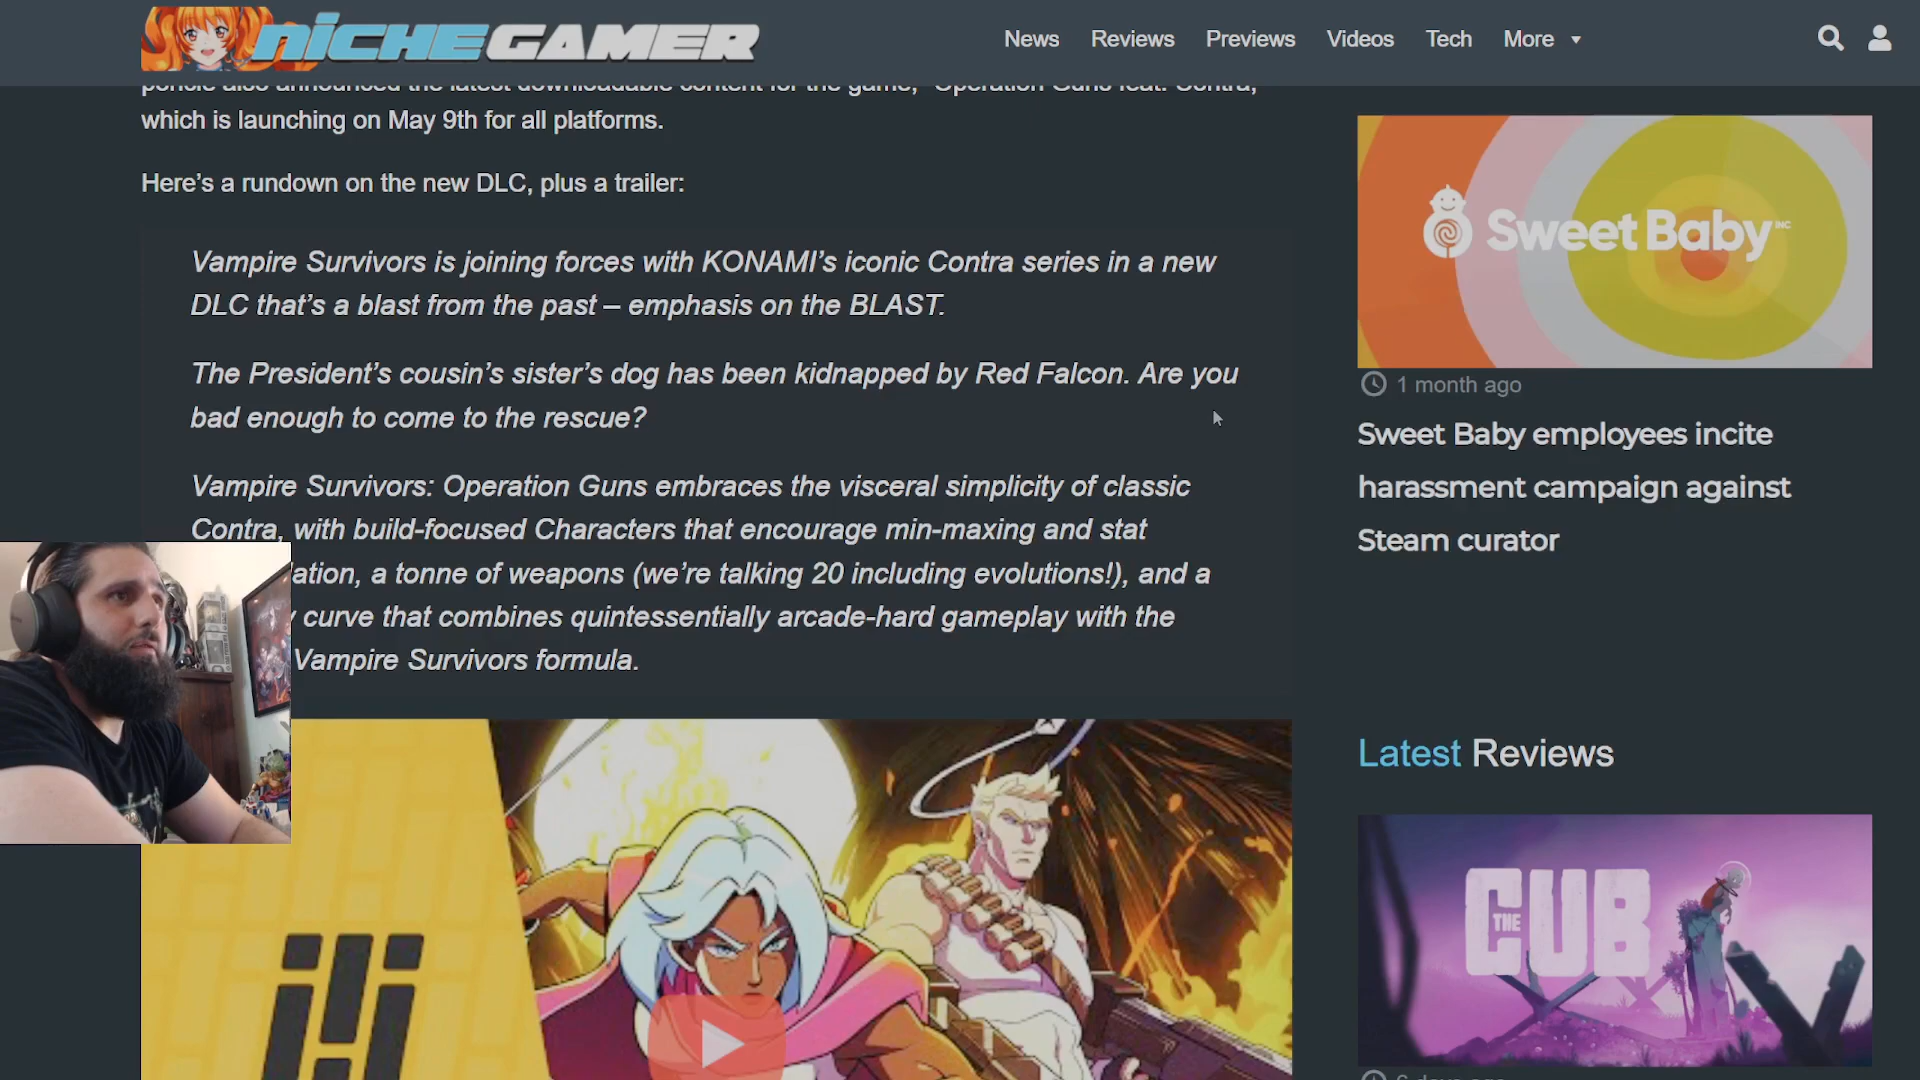 NICHEGAMER
News Reviews Previews Videos Tech More
poncle also announced the latest downloadable content for the game,
which is launching on May 9th for all platforms.
Here’s a rundown on the new DLC, plus a trailer:
Vampire Survivors is joining forces with KONAMI’s iconic Contra series in a new
DLC that’s a blast from the past – emphasis on the BLAST.
The President’s cousin’s sister’s dog has been kidnapped by Red Falcon. Are you
bad enough to come to the rescue?
Vampire Survivors: Operation Guns embraces the visceral simplicity of classic
Contra, with build-focused Characters that encourage min-maxing and stat
ation, a tonne of weapons (we’re talking 20 including evolutions!), and a
curve that combines quintessentially arcade-hard gameplay with the
Vampire Survivors formula.
Sweet Baby INC
1 month ago
Sweet Baby employees incite
harassment campaign against
Steam curator
Latest Reviews
THE CUB